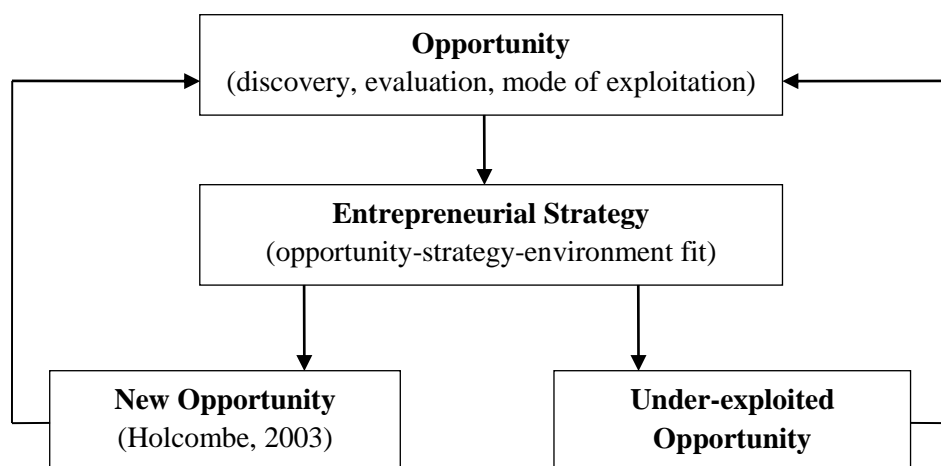 Opportunity
(discovery, evaluation, mode of exploitation)
Entrepreneurial Strategy
(opportunity-strategy-environment fit)
New Opportunity
(Holcombe, 2003)
Under-exploited
Opportunity